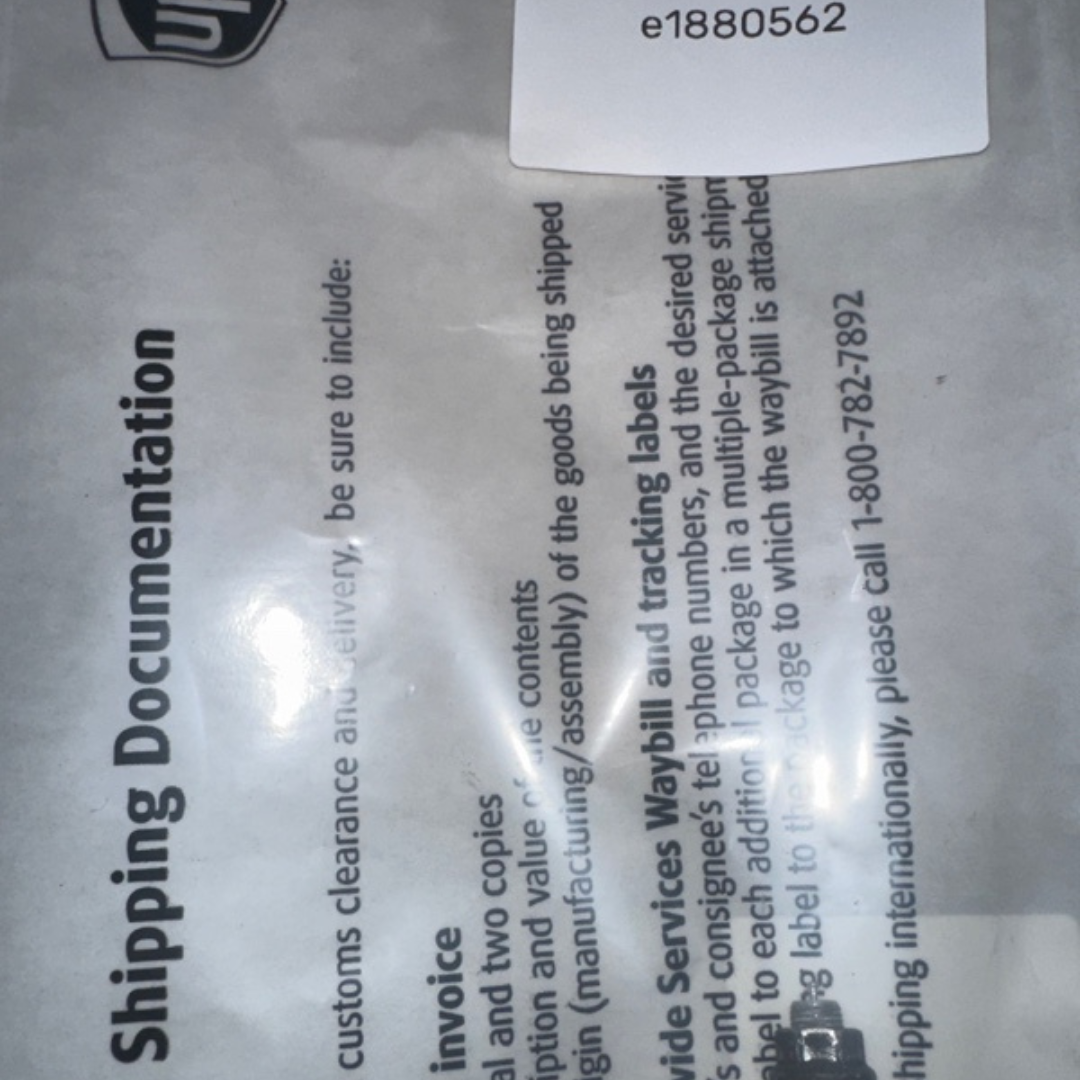 up
e1880562
Shipping Documentation
customs clearance and delivery, be sure to include:
invoice
al and two copies
iption and value of the contents
gin (manufacturing/assembly) of the goods being shipped
wide Services Waybill and tracking labels
s and consignee's telephone numbers, and the desired servi
abel to each additional package in a multiple-package shipm
g label to the package to which the waybill is attached
hipping internationally, please call 1-800-782-7892